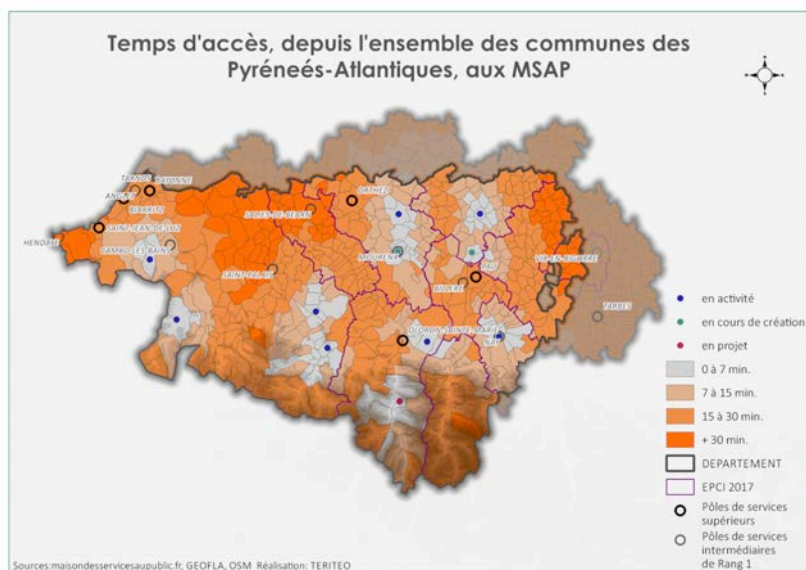 Temps d'accès, depuis l'ensemble des communes des
Pyréneés-Atlantiques, aux MSAP
TARNOS
BAYONNE
ANGLET
BIARRITZ
ORTHEZ
SALIES-DE-BEARN
SAINT-JEAN-DE-LUZ
HENDAYE
CAMBO-LES-BAINS
SAINT-PALAIS
MOURENX
PAU
BILLERE
VIC-EN-BIGORRE
TARBES
OLORON-SAINTE-MARIE
NAY
en activité
en cours de création
en projet
0 à 7 min.
7 à 15 min.
15 à 30 min.
+ 30 min.
DEPARTEMENT
EPCI 2017
Pôles de services
supérieurs
Pôles de services
intermédiaires
de Rang 1
Sources:maisondesservicesaupublic.fr, GEOFLA, OSM Réalisation: TERITEO